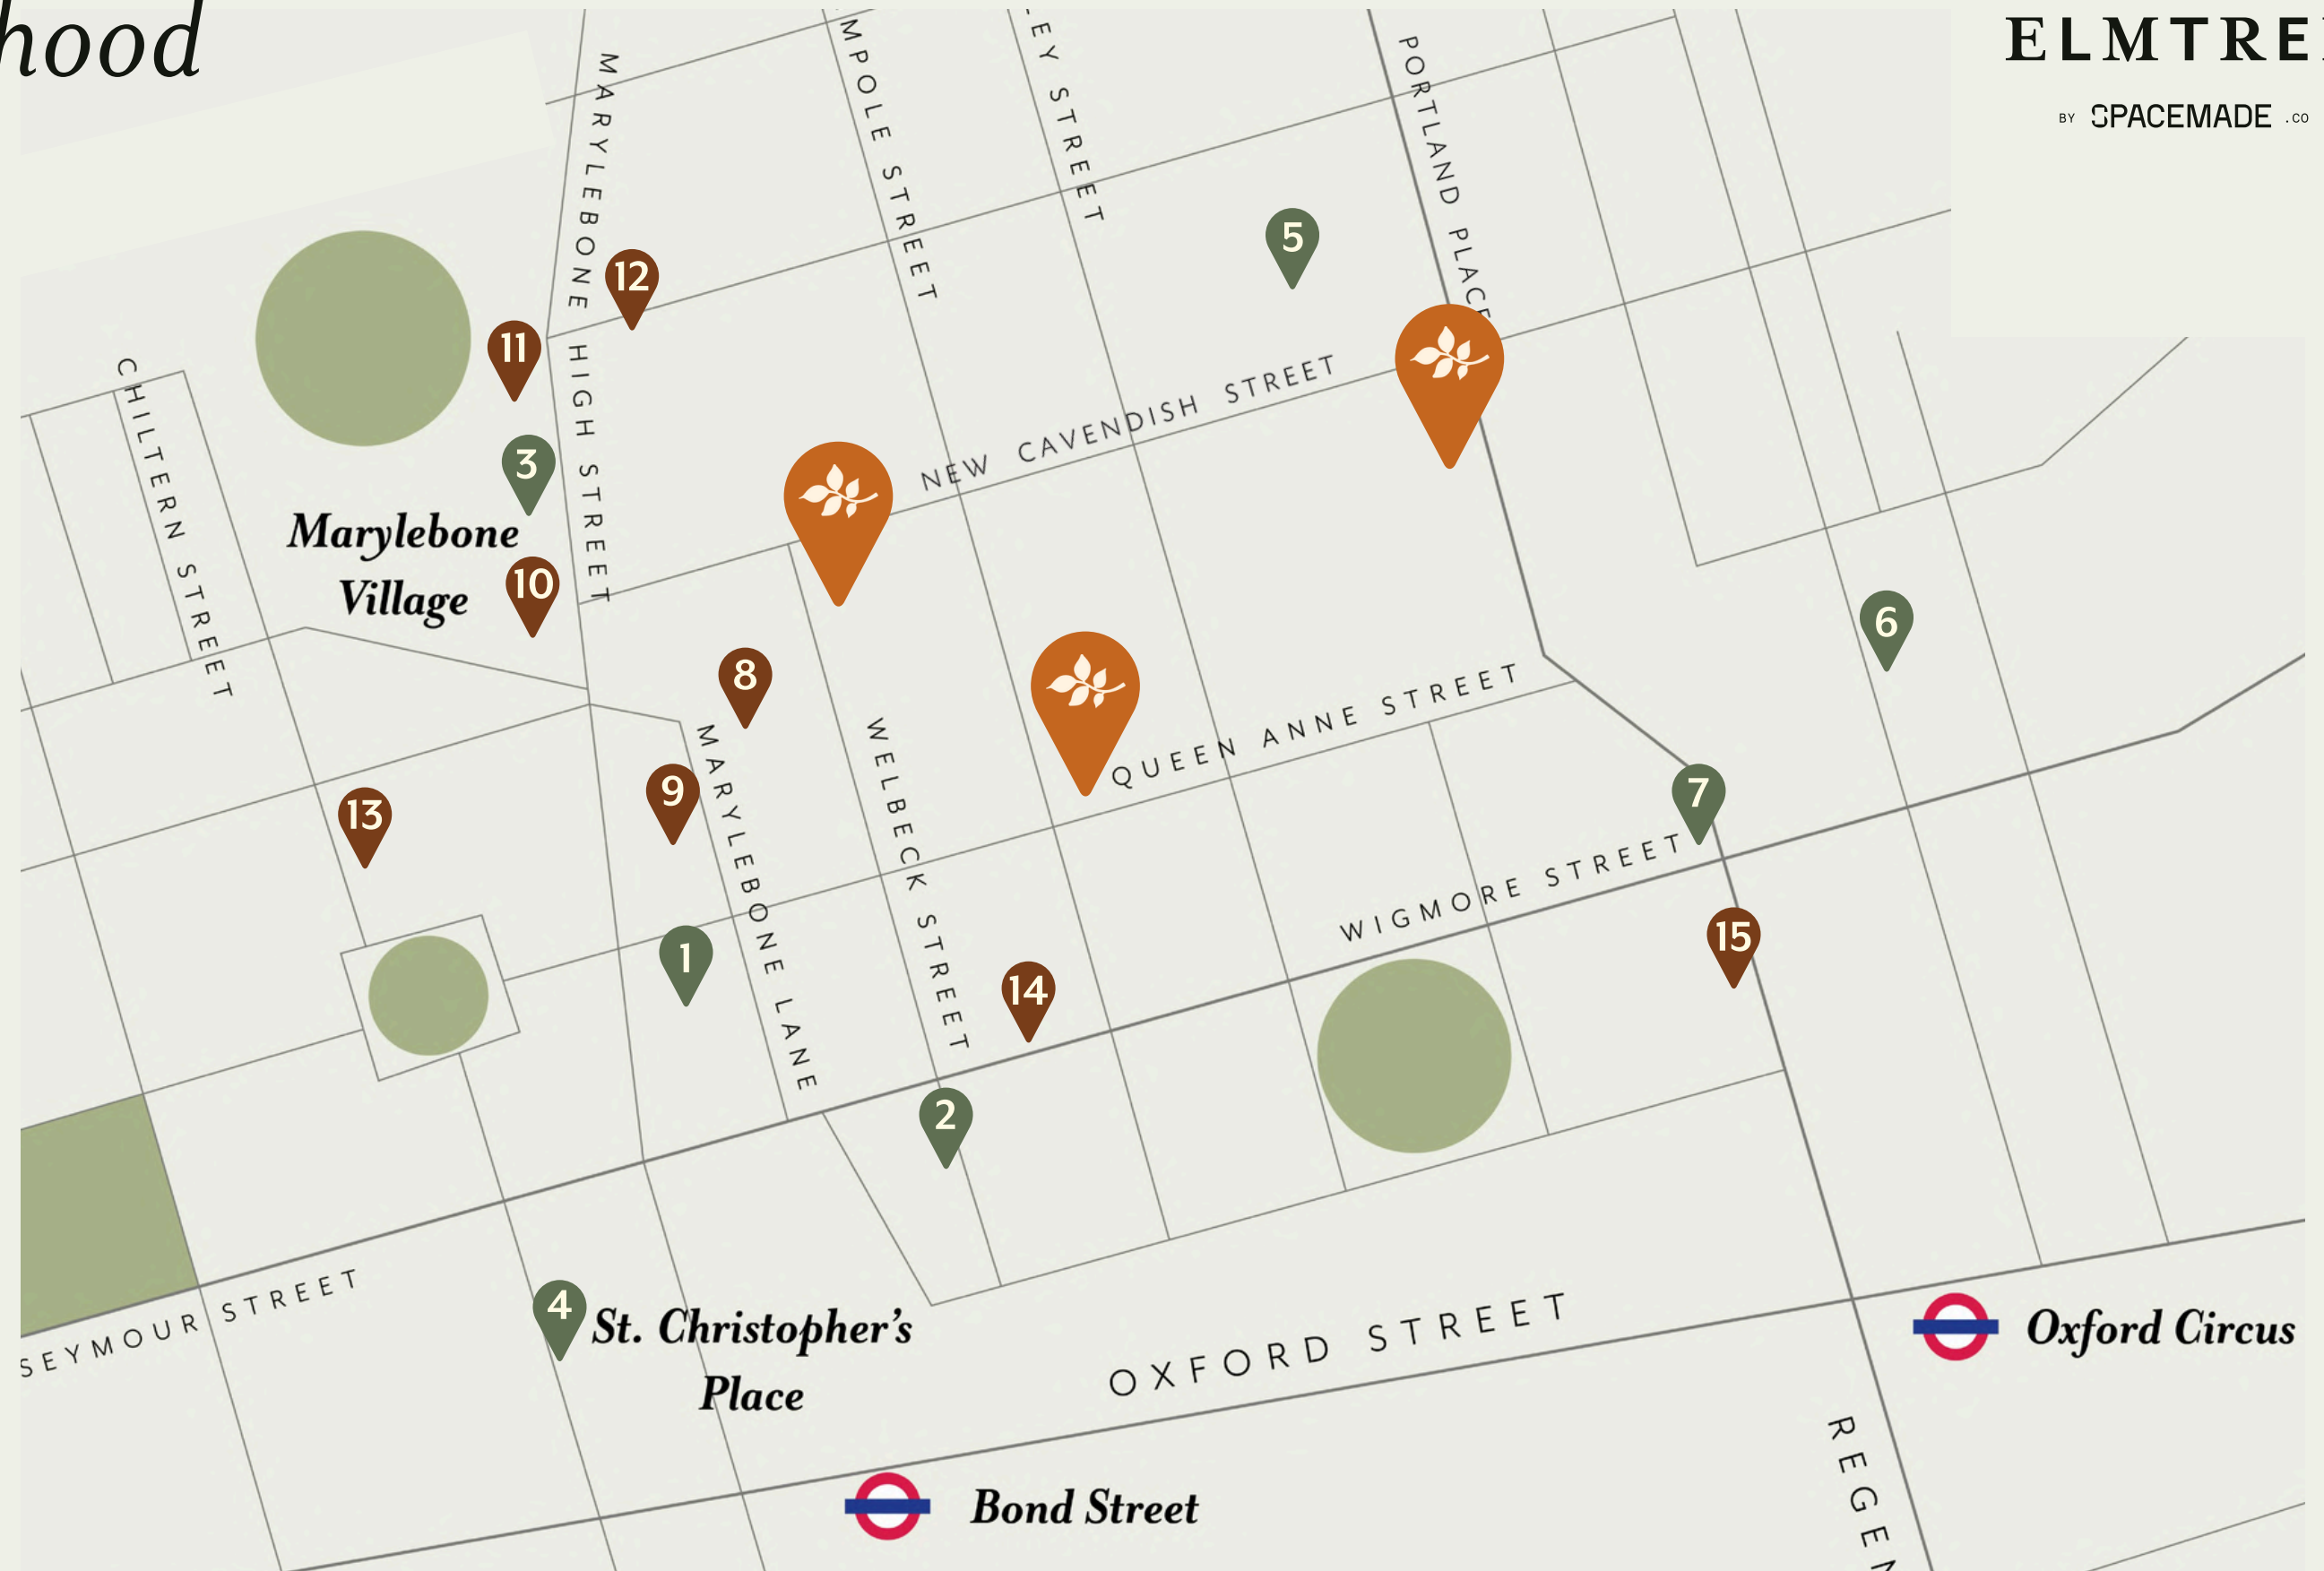 hood
ELMTRE
BY SPACEMADE .CO
MARYLEBONE HIGH STREET
MPOLE STREET
EY STREET
PORTLAND PLACE
5
12
11
CHILTERN STREET
3
NEW CAVENDISH STREET
Marylebone
Village
10
6
8
QUEEN ANNE STREET
9
7
13
MARYLEBONE LANE
WELBECK STREET
WIGMORE STREET
15
1
14
2
SEYMOUR STREET
4
St. Christopher's
Place
OXFORD STREET
Oxford Circus
REGEN
Bond Street